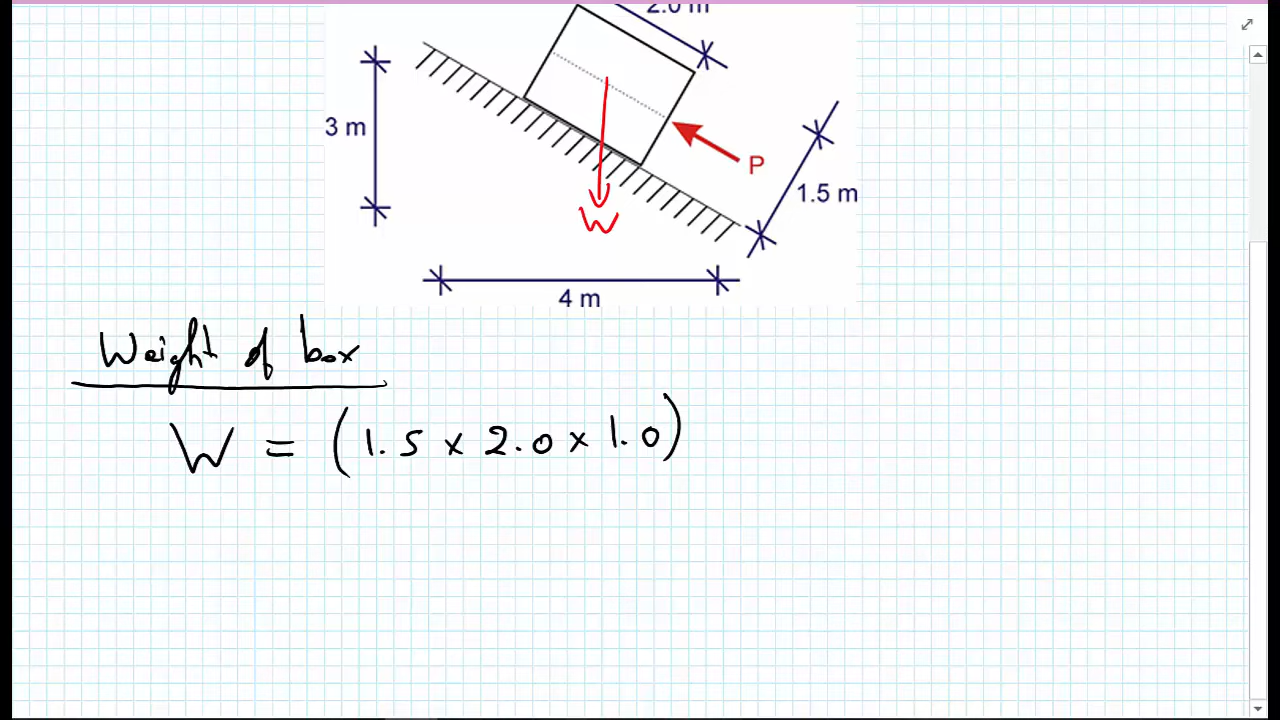 2.0 m
3 m
P
1.5 m
W
4 m
Weight of box
W = (1.5 x 2.0 x 1.0)